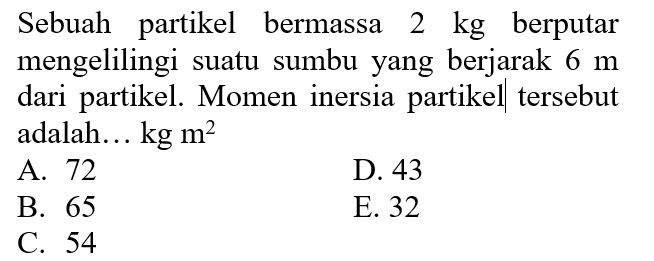 Sebuah partikel bermassa 2 kg berputar
mengelilingi suatu sumbu yang berjarak 6 m
dari partikel. Momen inersia partikel tersebut
adalah… kg m²
A. 72 D. 43
B. 65 E. 32
C. 54